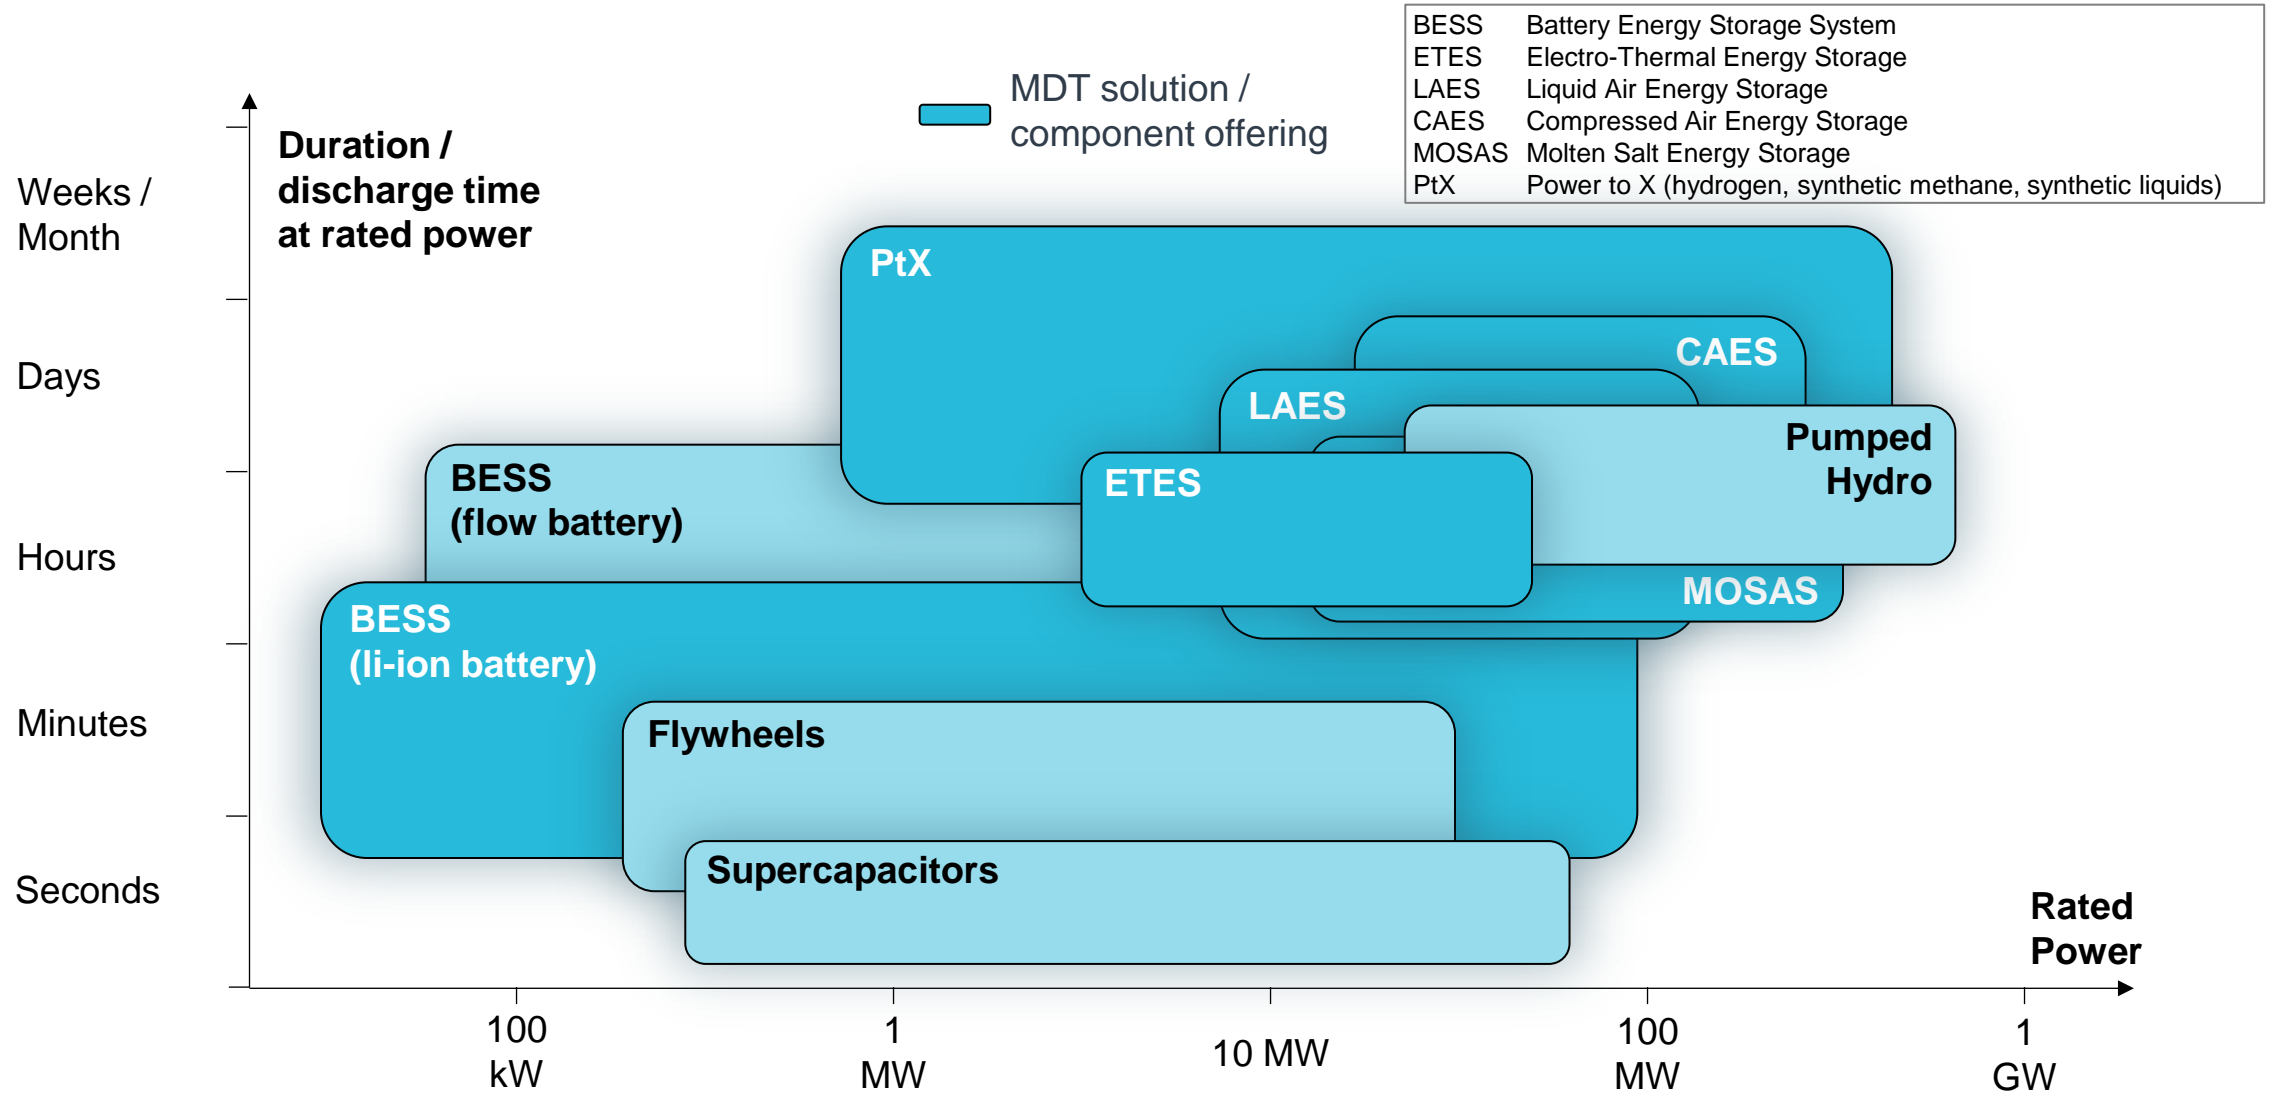 BESS Battery Energy Storage System
ETES Electro-Thermal Energy Storage
LAES Liquid Air Energy Storage
CAES Compressed Air Energy Storage
MOSAS Molten Salt Energy Storage
PtX Power to X (hydrogen, synthetic methane, synthetic liquids)
MDT solution /
component offering
Duration /
discharge time
at rated power
Weeks /
Month
Days
Hours
Minutes
Seconds
PtX
CAES
LAES
Pumped
Hydro
BESS
(flow battery)
ETES
MOSAS
BESS
(li-ion battery)
Flywheels
Supercapacitors
Rated
Power
100
kW
1
MW
10 MW
100
MW
1
GW